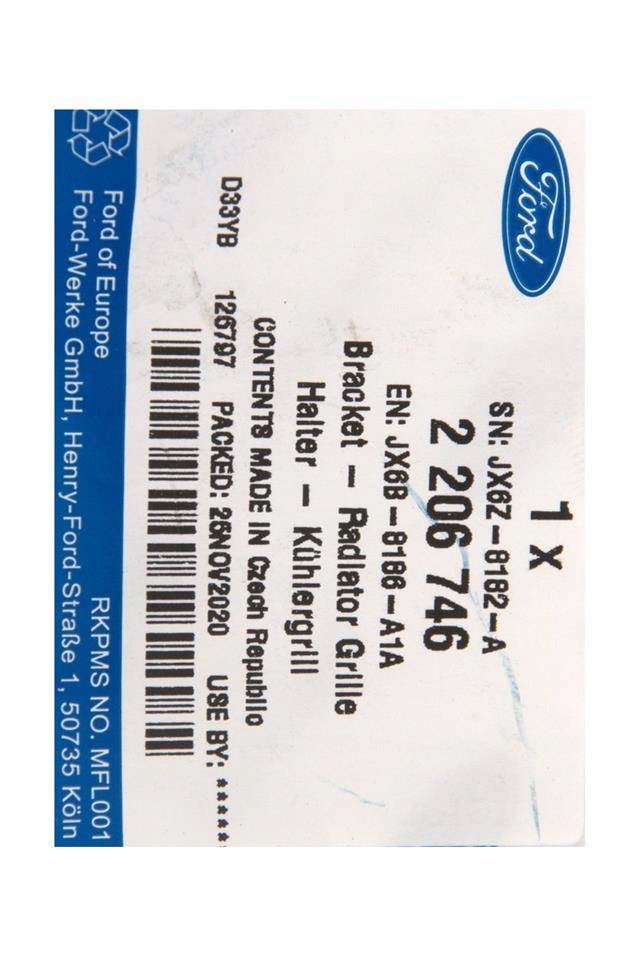 Ford
1 x
SN: JX6Z-8182-A
2 206 746
EN: JX6B-8186-A1A
Bracket - Radiator Grille
Halter - Kühlergrill
CONTENTS MADE IN Czech Republic
D33YB 126797 PACKED: 26NOV2020 USE BY: ******
Ford of Europe RKPMS NO. MFL001
Ford-Werke GmbH, Henry-Ford-Straße 1, 50735 Köln